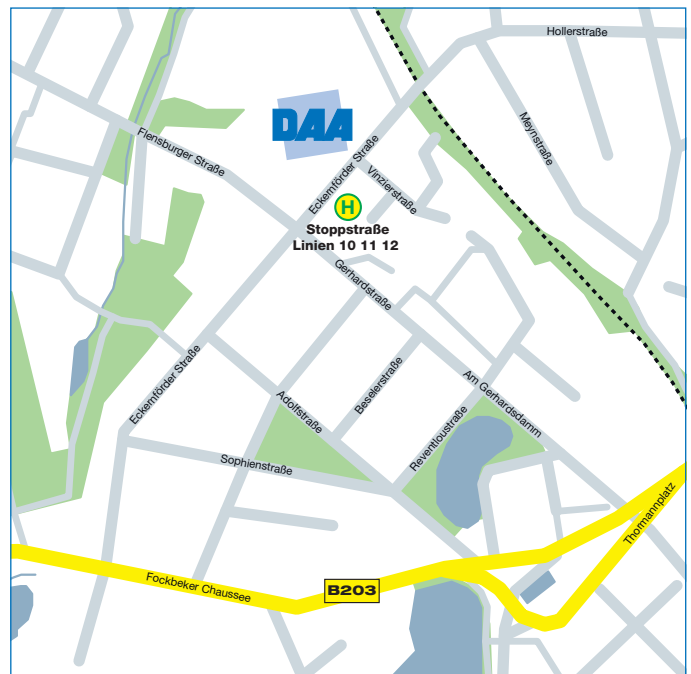 Hollerstraße
Meynstraße
DAA
Flensburger Straße
Eckernförder Straße
Vinzierstraße
H
Stoppstraße
Linien 10 11 12
Gerhardstraße
Eckernförder Straße
Beselerstraße
Am Gerhardsdamm
Adolfstraße
Reventloustraße
Sophienstraße
Thormannplatz
Fockbeker Chaussee
B203